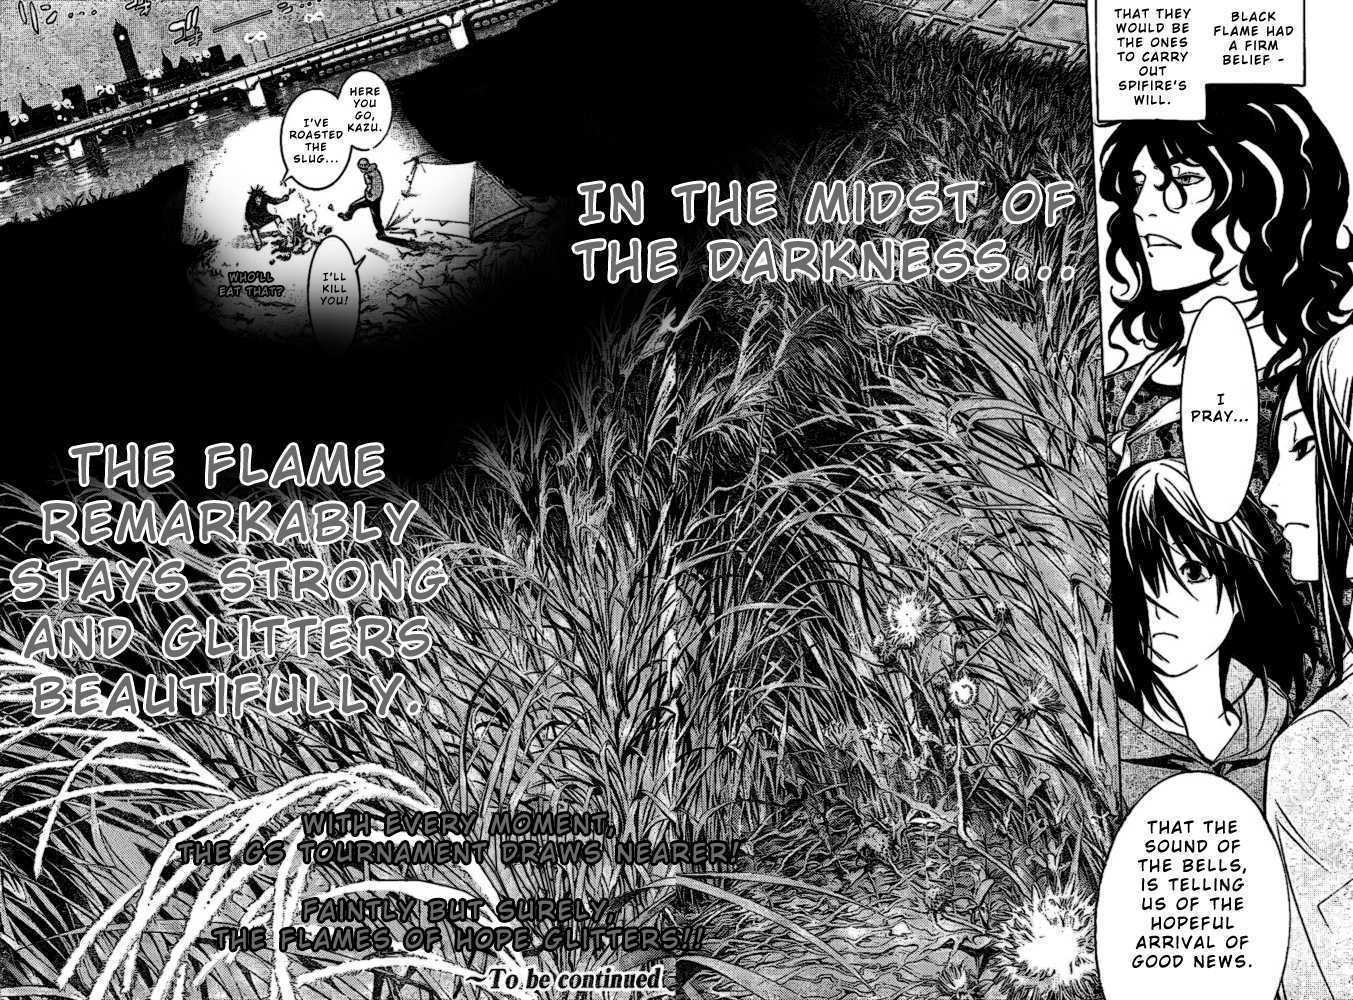 BLACK
FLAME HAD
A FIRM
BELIEF -
THAT THEY
WOULD BE
THE ONES
TO CARRY
OUT
SPIFIRE'S
WILL.
I
PRAY...
THAT THE
SOUND OF
THE BELLS,
IS TELLING
US OF THE
HOPEFUL
ARRIVAL OF
GOOD NEWS.
IN THE MIDST OF
THE DARKNESS...
HERE
YOU
GO,
KAZU.
I'VE
ROASTED
THE
SLUG...
I'LL
KILL
YOU!
WHO'LL
EAT THAT?
THE FLAME
REMARKABLY
STAYS STRONG
AND GLITTERS
BEAUTIFULLY.
WITH EVERY MOMENT,
THE GS TOURNAMENT DRAWS NEARER!
FAINTLY BUT SURELY,
THE FLAMES OF HOPE GLITTERS!!
~To be continued